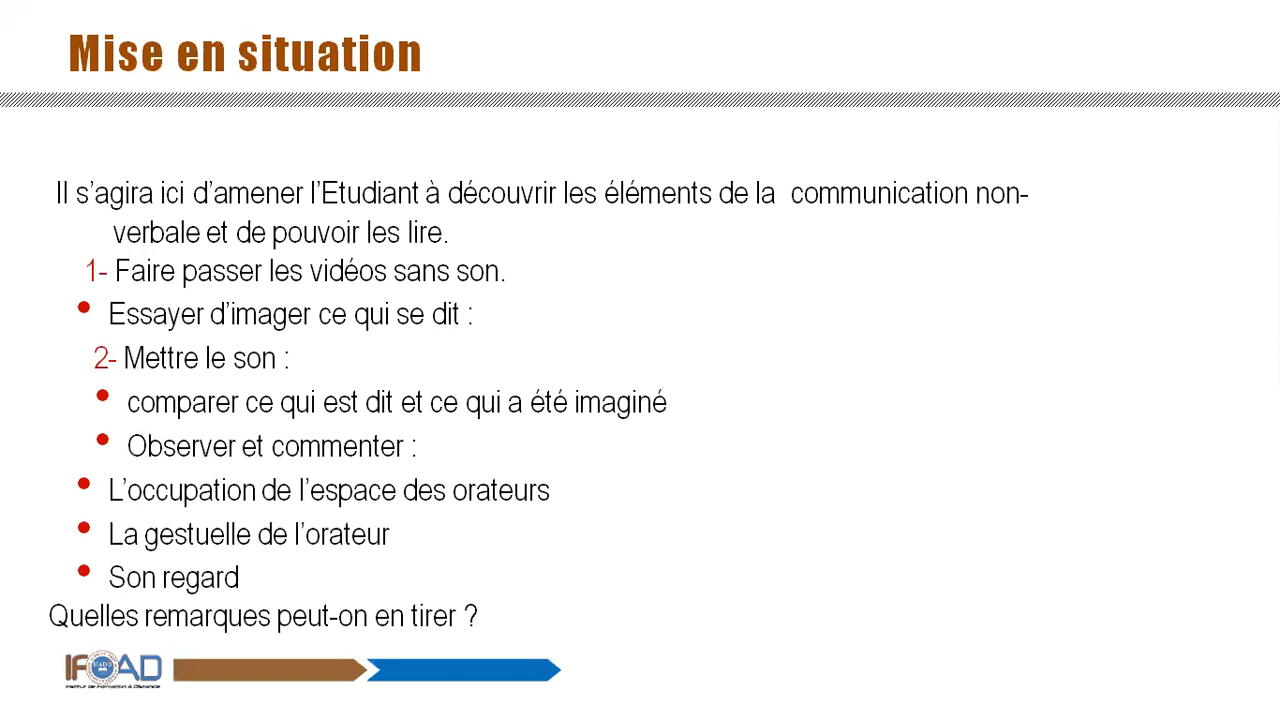 Mise en situation
Il s’agira ici d’amener l’Etudiant à découvrir les éléments de la communication non-
verbale et de pouvoir les lire.
1- Faire passer les vidéos sans son.
• Essayer d’imager ce qui se dit :
2- Mettre le son :
• comparer ce qui est dit et ce qui a été imaginé
• Observer et commenter :
• L’occupation de l’espace des orateurs
• La gestuelle de l’orateur
• Son regard
Quelles remarques peut-on en tirer ?
IFOAD
Institut de Formation à Distance